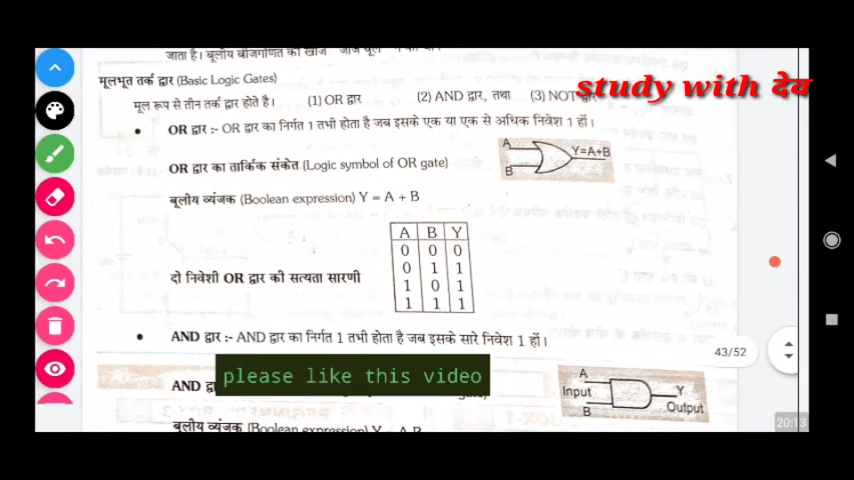 study with देव
मूलभूत तर्क द्वार (Basic Logic Gates)
मूल रूप से तीन तर्क द्वार होते है। (1) OR द्वार (2) AND द्वार, तथा (3) NOT द्वार
• OR द्वार :- OR द्वार का निर्गत 1 तभी होता है जब इसके एक या एक से अधिक निवेश 1 हों।
OR द्वार का तार्किक संकेत (Logic symbol of OR gate)
A
B
Y=A+B
बूलीय व्यंजक (Boolean expression) Y = A + B
A B Y
0 0 0
0 1 1
1 0 1
1 1 1
दो निवेशी OR द्वार की सत्यता सारणी
• AND द्वार :- AND द्वार का निर्गत 1 तभी होता है जब इसके सारे निवेश 1 हों।
43/52
please like this video
AND
A
Input
B
Y
Output
बूलीय व्यंजक (Boolean expression)
20:13